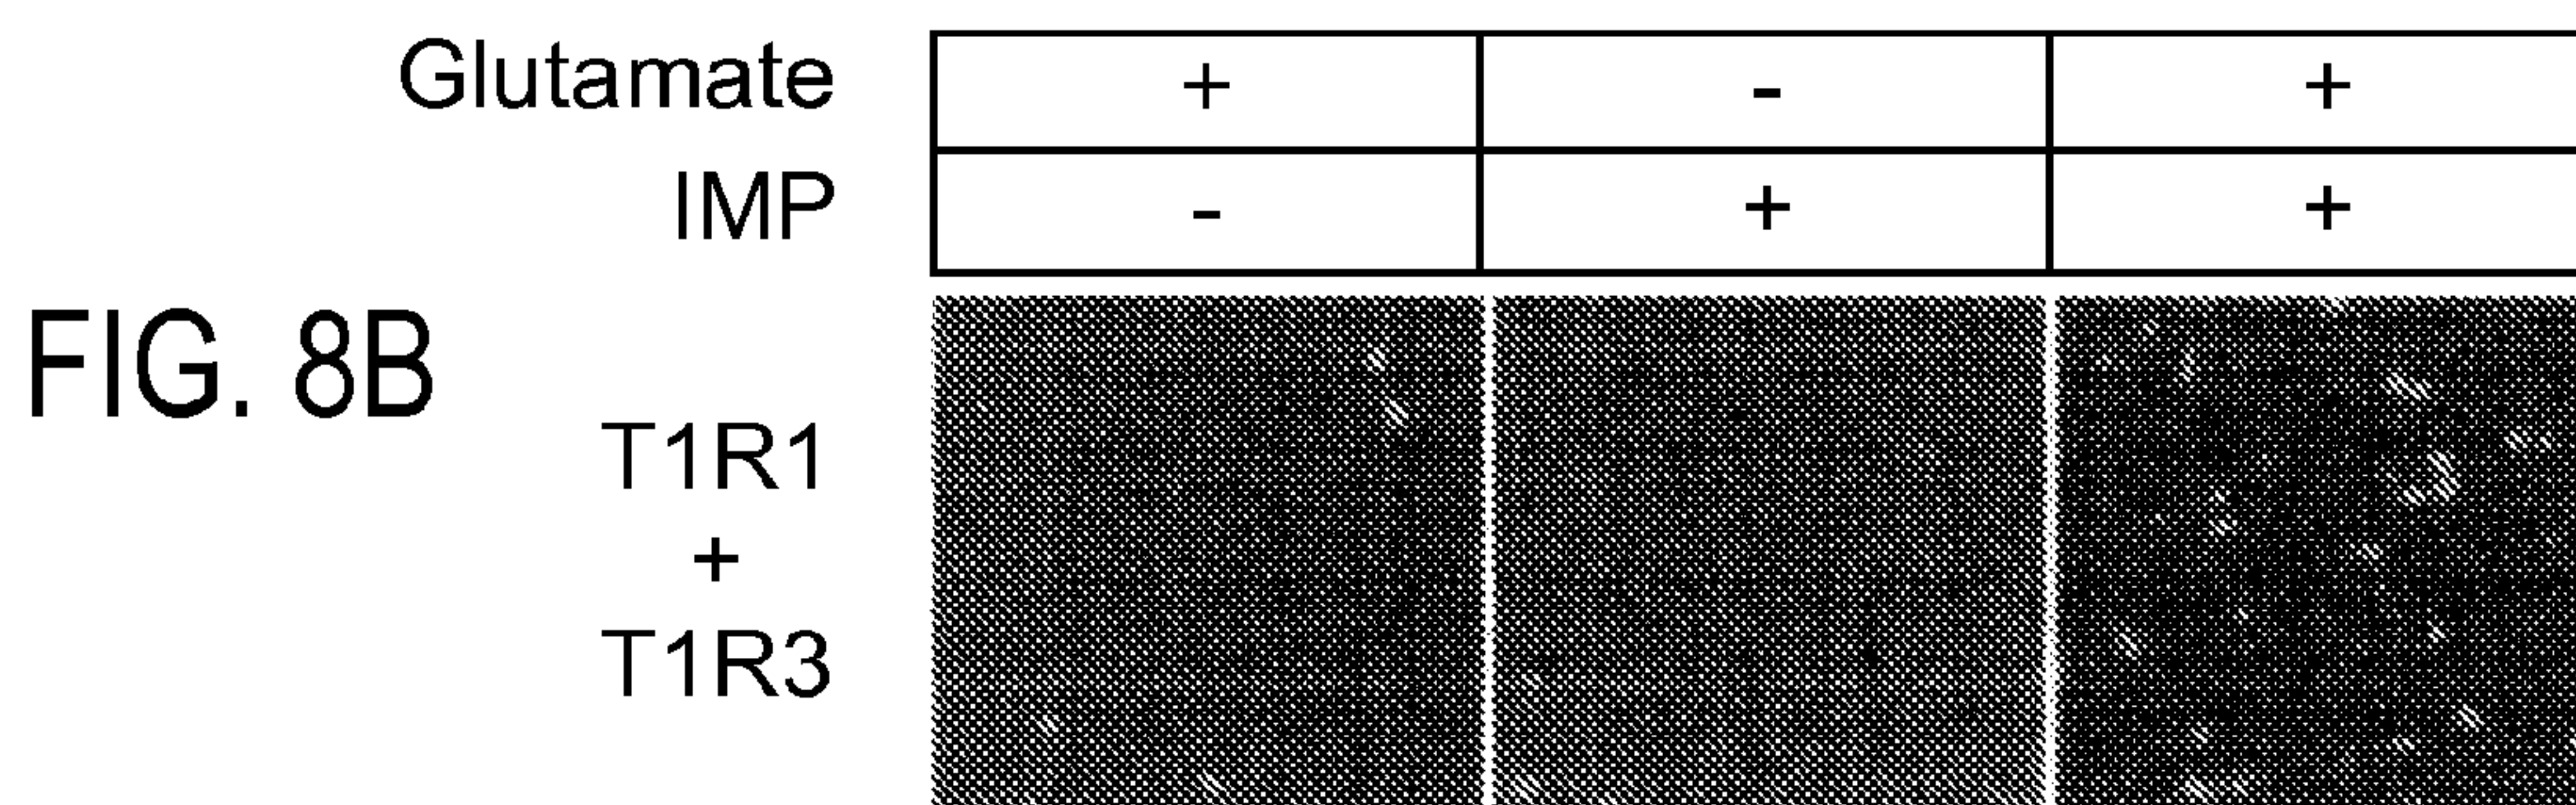 Glutamate + - +
IMP - + +
FIG. 8B
T1R1
+
T1R3